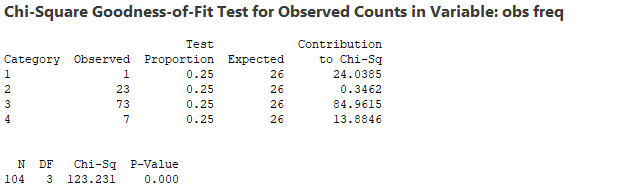 Chi-Square Goodness-of-Fit Test for Observed Counts in Variable: obs freq
Test Contribution
Category Observed Proportion Expected to Chi-Sq
1 1 0.25 26 24.0385
2 23 0.25 26 0.3462
3 73 0.25 26 84.9615
4 7 0.25 26 13.8846
N DF Chi-Sq P-Value
104 3 123.231 0.000